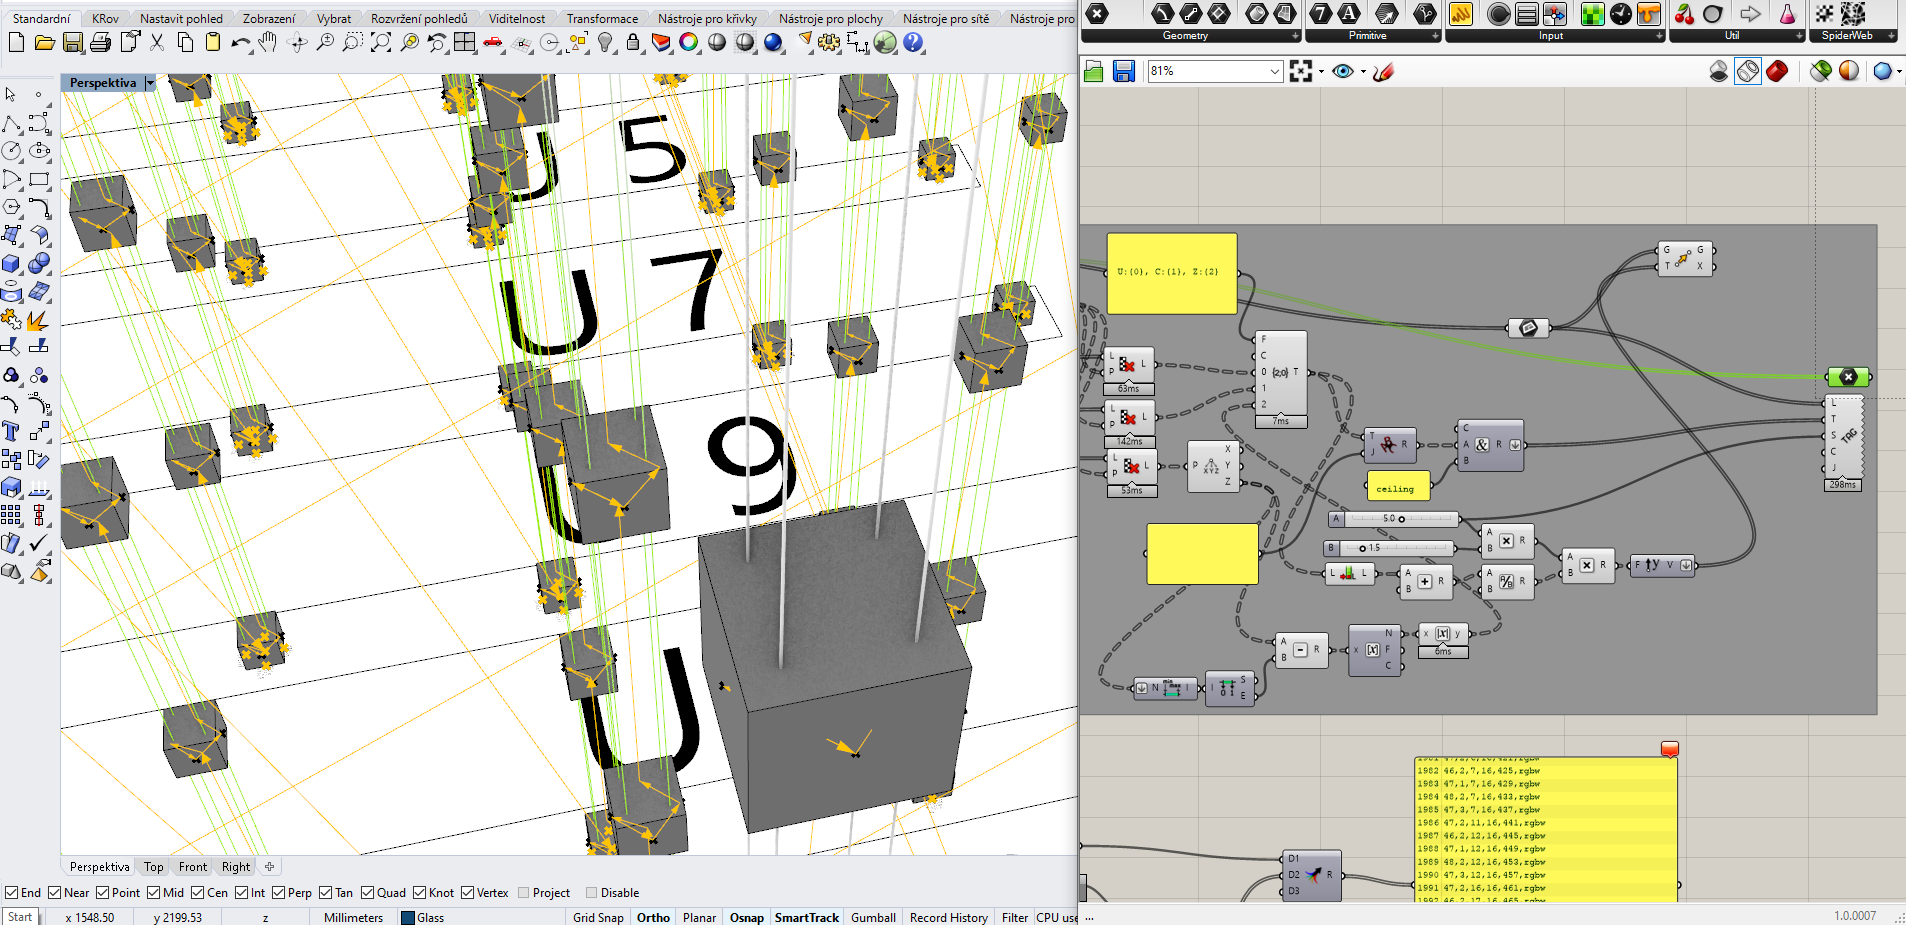 Standardní KRov Nastavit pohled Zobrazení Vybrat Rozvržení pohledů Viditelnost Transformace Nástroje pro křivky Nástroje pro plochy Nástroje pro sítě Nástroje pro
Geometry Primitive Input Util SpiderWeb
81%
Perspektiva
U 5
U 7
U 9
U
U:{0}, C:{1}, Z:{2}
G G
T X
F
C
0 {2,0} T
1
2
7ms
L L
P
63ms
L L
P
142ms
L L
P
53ms
X
P XYZ Y
Z
T R
J
C
A & R
B
ceiling
L
T
S TAG
C
J
298ms
A 5.0
B 1.5
A × R
B
A × R
B
F y V
L L
A + R
B
A A/B R
B
A - R
B
N
x [x] F
C
x |x| y
6ms
N min max I
I 0 1 S
E
D1
D2 R
D3
1981 47,2,6,16,421,rgbw
1982 46,2,7,16,425,rgbw
1983 47,1,7,16,429,rgbw
1984 48,2,7,16,433,rgbw
1985 47,3,7,16,437,rgbw
1986 47,2,11,16,441,rgbw
1987 46,2,12,16,445,rgbw
1988 47,1,12,16,449,rgbw
1989 48,2,12,16,453,rgbw
1990 47,3,12,16,457,rgbw
1991 47,2,16,16,461,rgbw
1992 46,2,17,16,465,rgbw
Perspektiva Top Front Right
End Near Point Mid Cen Int Perp Tan Quad Knot Vertex Project Disable
Start x 1548.50 y 2199.53 z Millimeters Glass Grid Snap Ortho Planar Osnap SmartTrack Gumball Record History Filter CPU use
... 1.0.0007